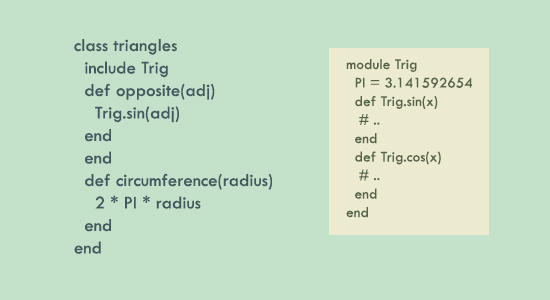 class triangles
include Trig
def opposite(adj)
Trig.sin(adj)
end
end
def circumference(radius)
2 * PI * radius
end
end
module Trig
PI = 3.141592654
def Trig.sin(x)
# ..
end
def Trig.cos(x)
# ..
end
end